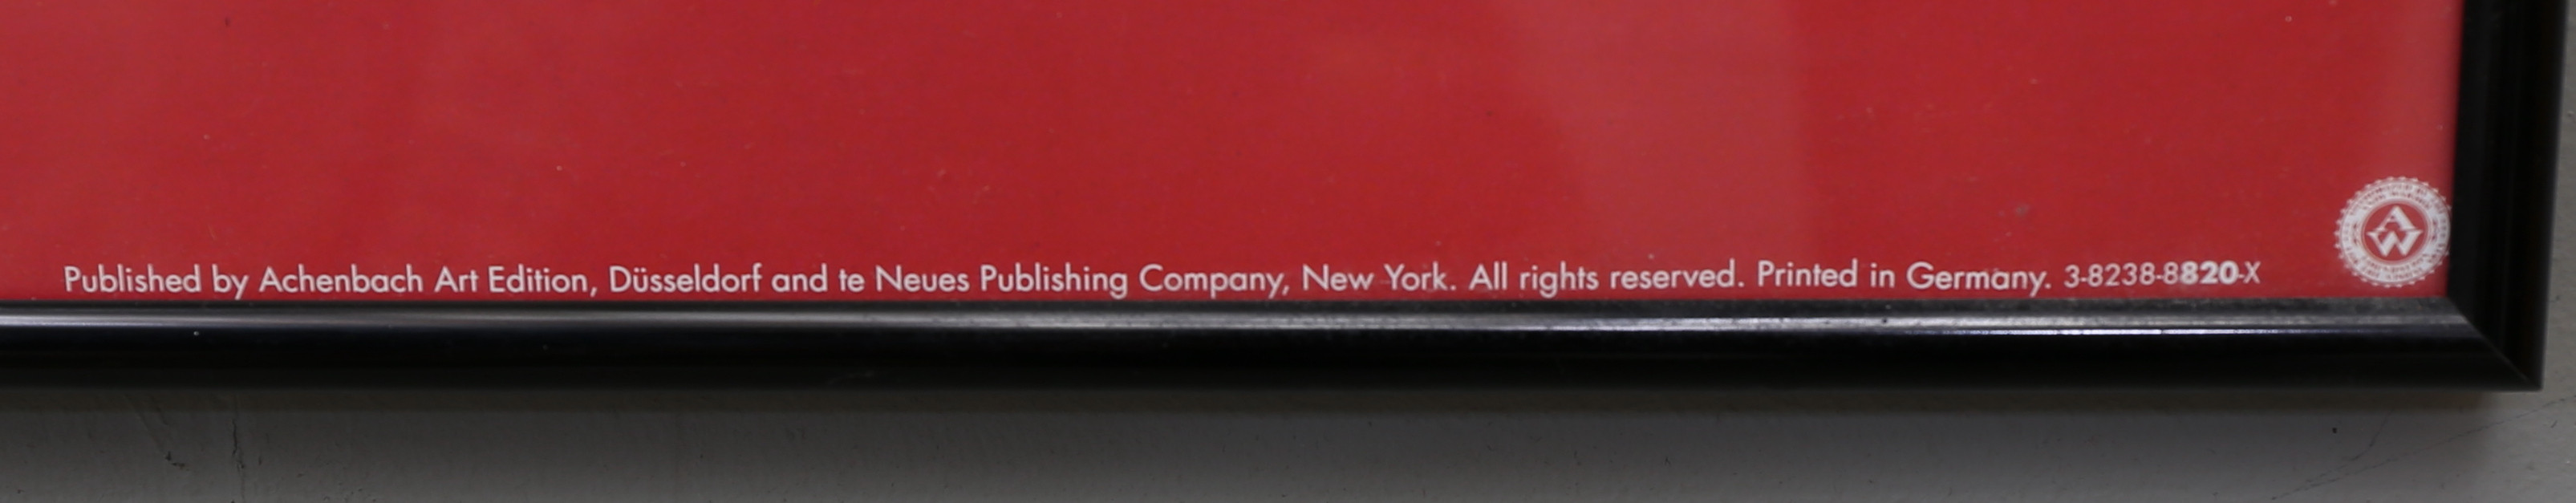 Published by Achenbach Art Edition, Düsseldorf and te Neues Publishing Company, New York. All rights reserved. Printed in Germany. 3-8238-8820-X